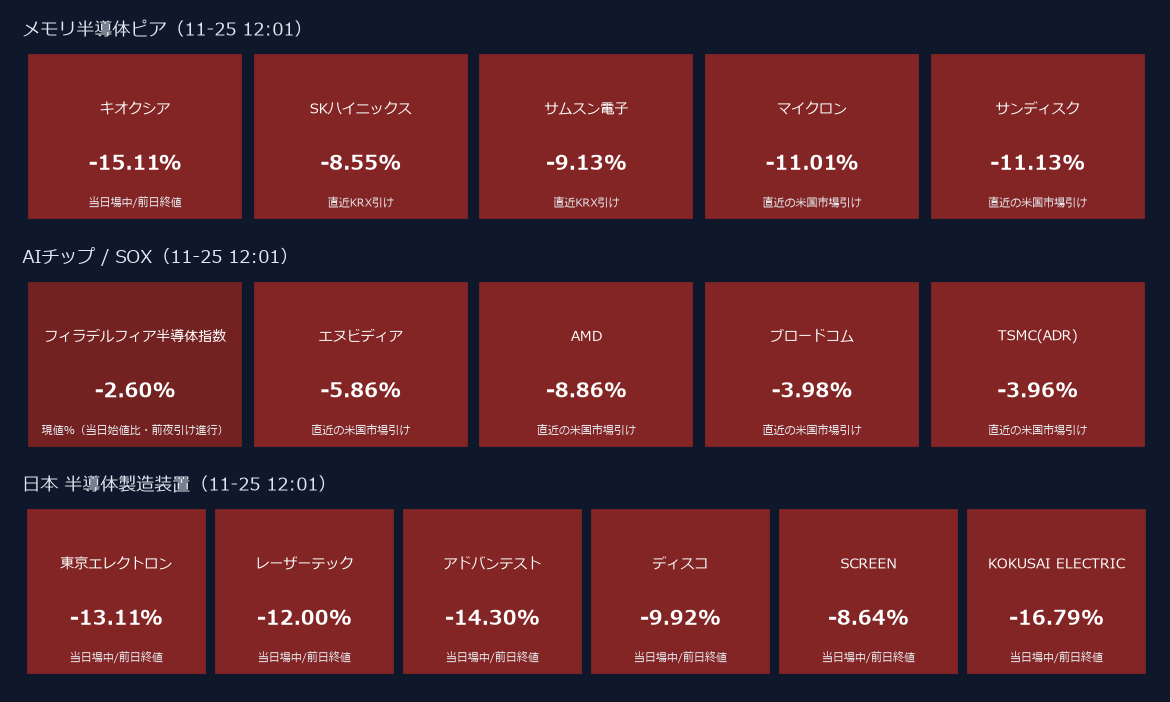 メモリ半導体ピア（11-25 12:01）
キオクシア
-15.11%
当日場中/前日終値
SKハイニックス
-8.55%
直近KRX引け
サムスン電子
-9.13%
直近KRX引け
マイクロン
-11.01%
直近の米国市場引け
サンディスク
-11.13%
直近の米国市場引け
AIチップ / SOX（11-25 12:01）
フィラデルフィア半導体指数
-2.60%
現値%（当日始値比・前夜引け進行）
エヌビディア
-5.86%
直近の米国市場引け
AMD
-8.86%
直近の米国市場引け
ブロードコム
-3.98%
直近の米国市場引け
TSMC(ADR)
-3.96%
直近の米国市場引け
日本 半導体製造装置（11-25 12:01）
東京エレクトロン
-13.11%
当日場中/前日終値
レーザーテック
-12.00%
当日場中/前日終値
アドバンテスト
-14.30%
当日場中/前日終値
ディスコ
-9.92%
当日場中/前日終値
SCREEN
-8.64%
当日場中/前日終値
KOKUSAI ELECTRIC
-16.79%
当日場中/前日終値